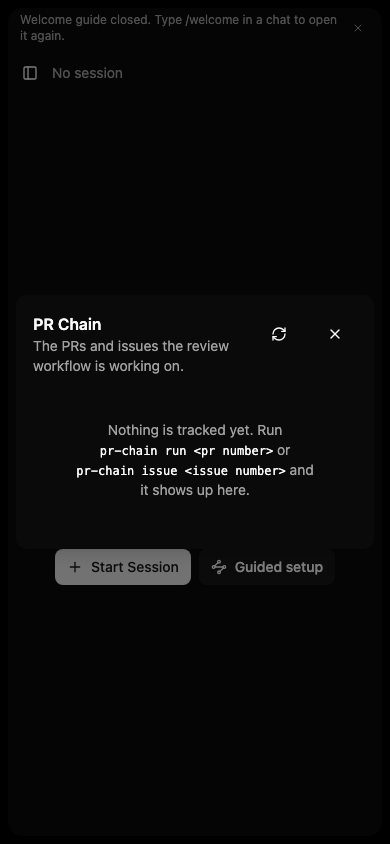 Welcome guide closed. Type /welcome in a chat to open
it again.
No session
PR Chain
The PRs and issues the review
workflow is working on.
Nothing is tracked yet. Run
pr-chain run <pr number> or
pr-chain issue <issue number> and
it shows up here.
Start Session
Guided setup